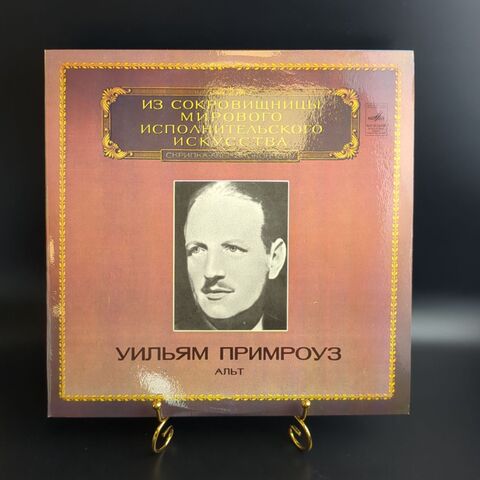 ИЗ СОКРОВИЩНИЦЫ
МИРОВОГО
ИСПОЛНИТЕЛЬСКОГО
ИСКУССТВА
УИЛЬЯМ ПРИМРОУЗ
АЛЬТ